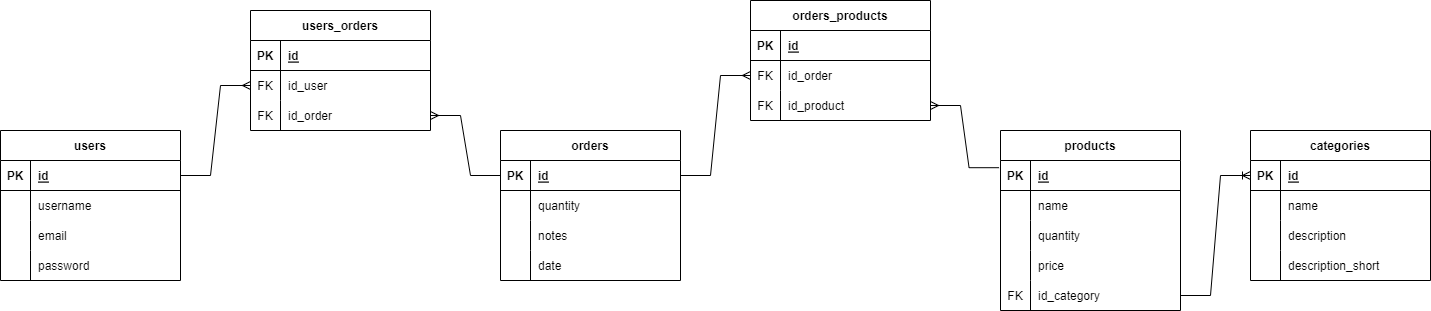 users_orders
PK id
FK id_user
FK id_order
orders_products
PK id
FK id_order
FK id_product
users
PK id
username
email
password
orders
PK id
quantity
notes
date
products
PK id
name
quantity
price
FK id_category
categories
PK id
name
description
description_short